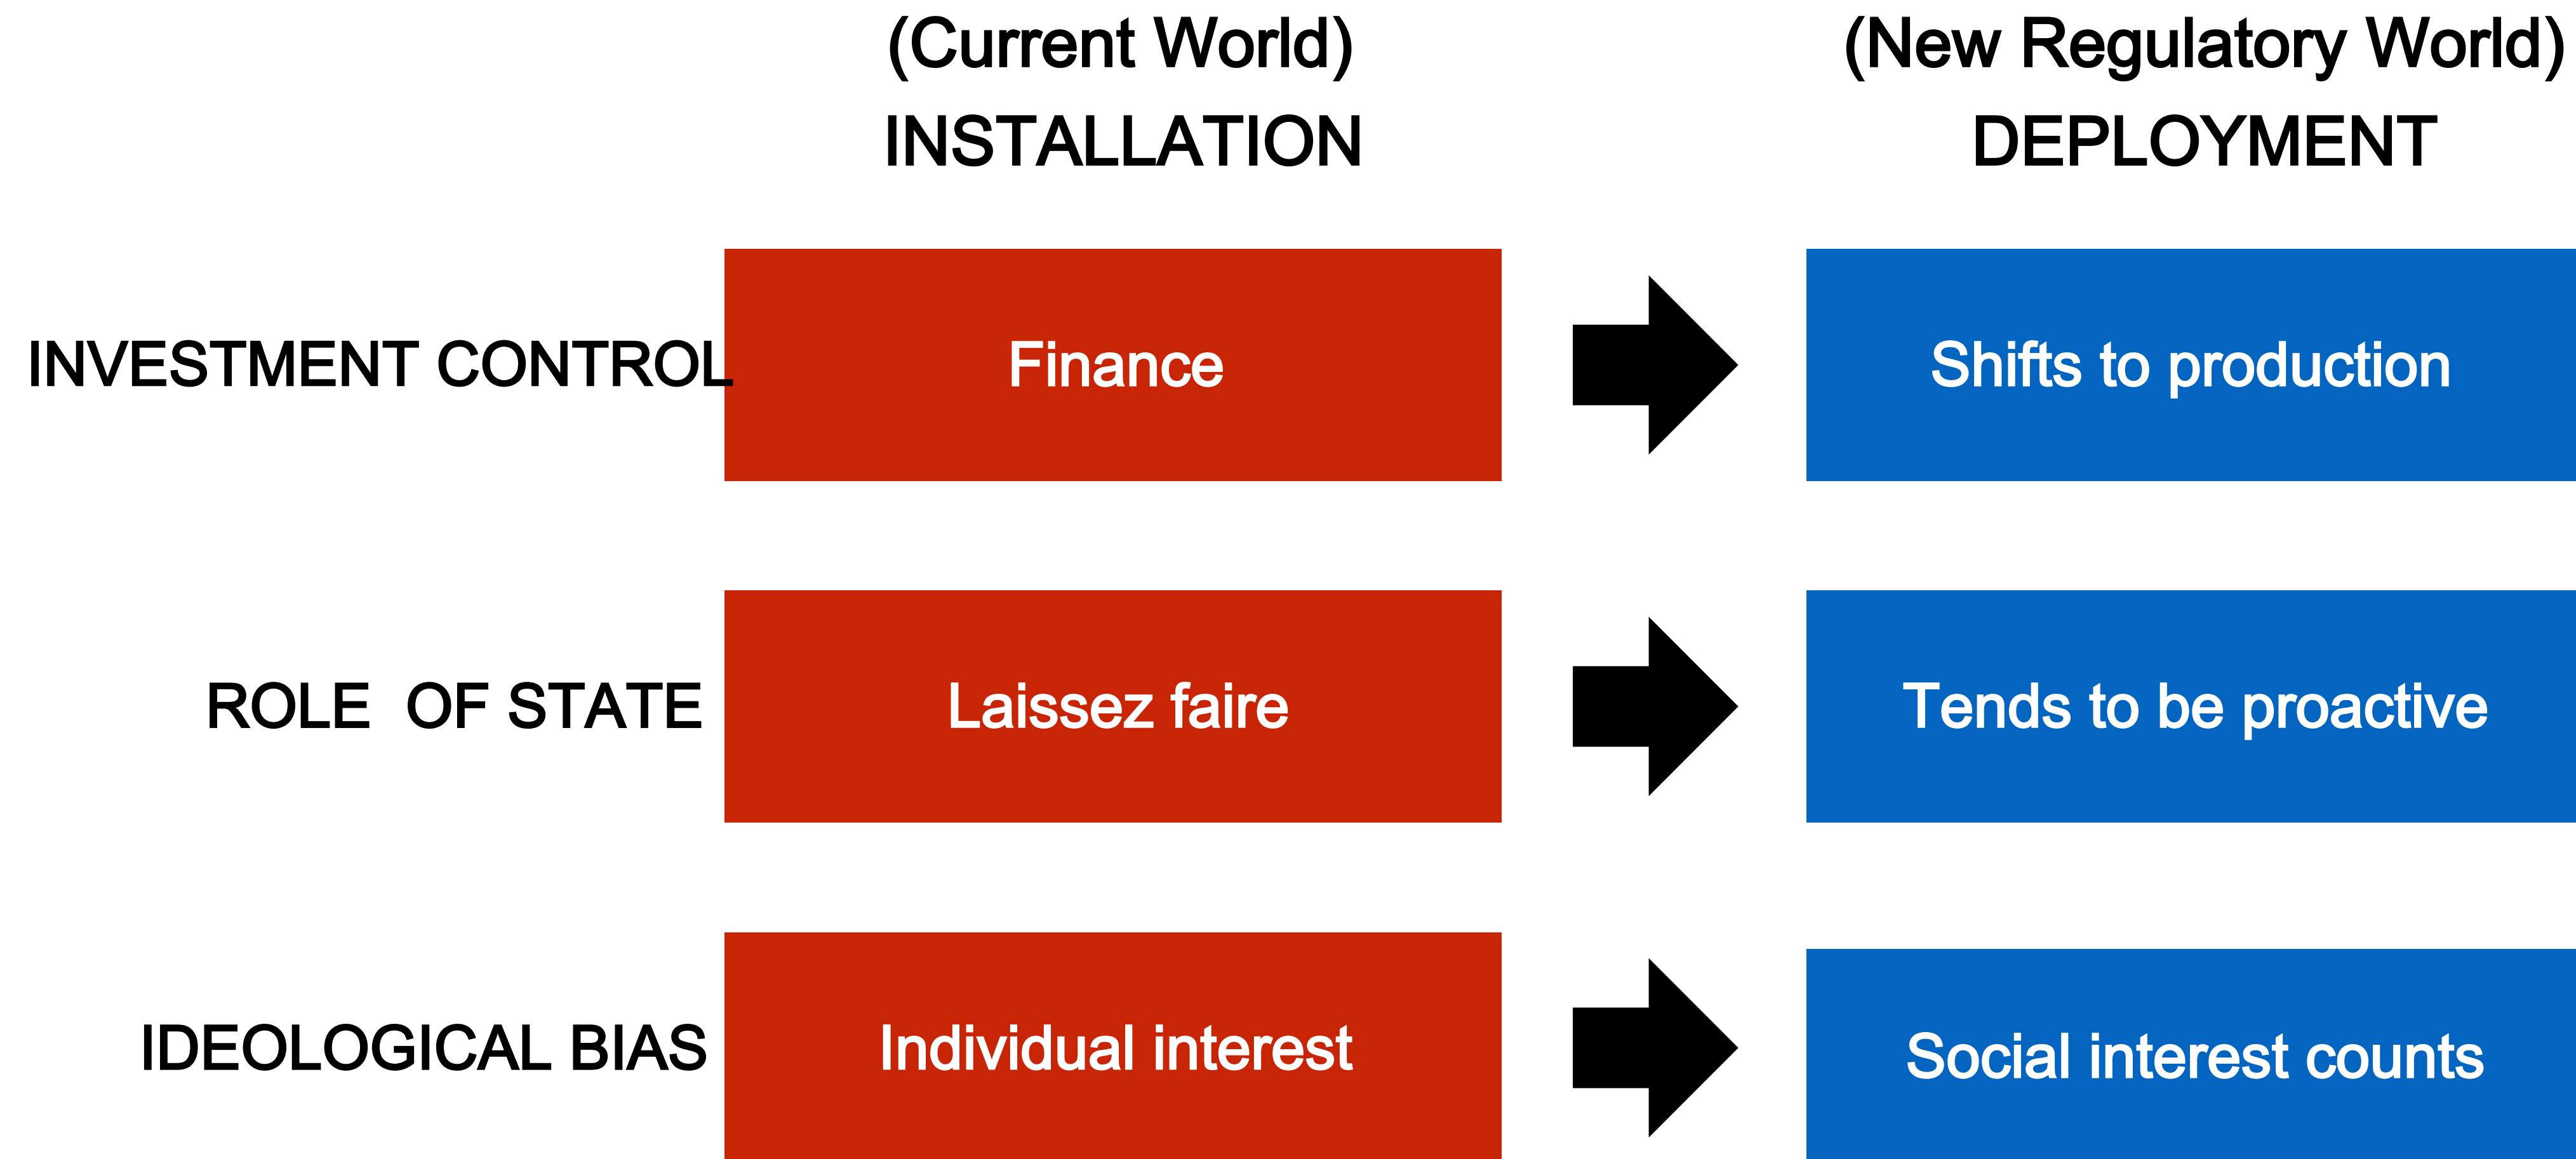 (Current World)
(New Regulatory World)
INSTALLATION
DEPLOYMENT
INVESTMENT CONTROL
Finance
Shifts to production
ROLE  OF STATE
Laissez faire
Tends to be proactive
IDEOLOGICAL BIAS
Individual interest
Social interest counts